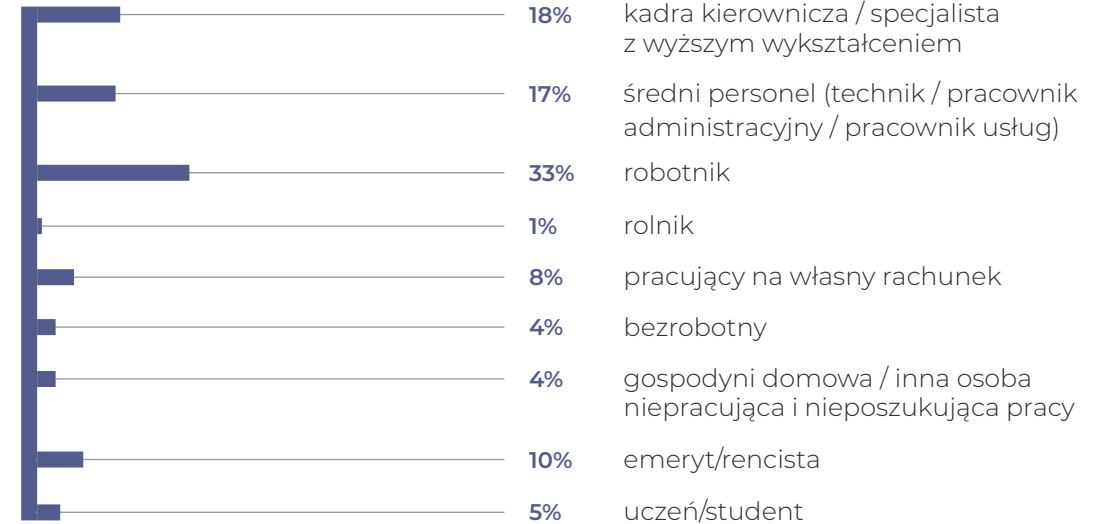 18% kadra kierownicza / specjalista
z wyższym wykształceniem
17% średni personel (technik / pracownik
administracyjny / pracownik usług)
33% robotnik
1% rolnik
8% pracujący na własny rachunek
4% bezrobotny
4% gospodyni domowa / inna osoba
niepracująca i nieposzukująca pracy
10% emeryt/rencista
5% uczeń/student